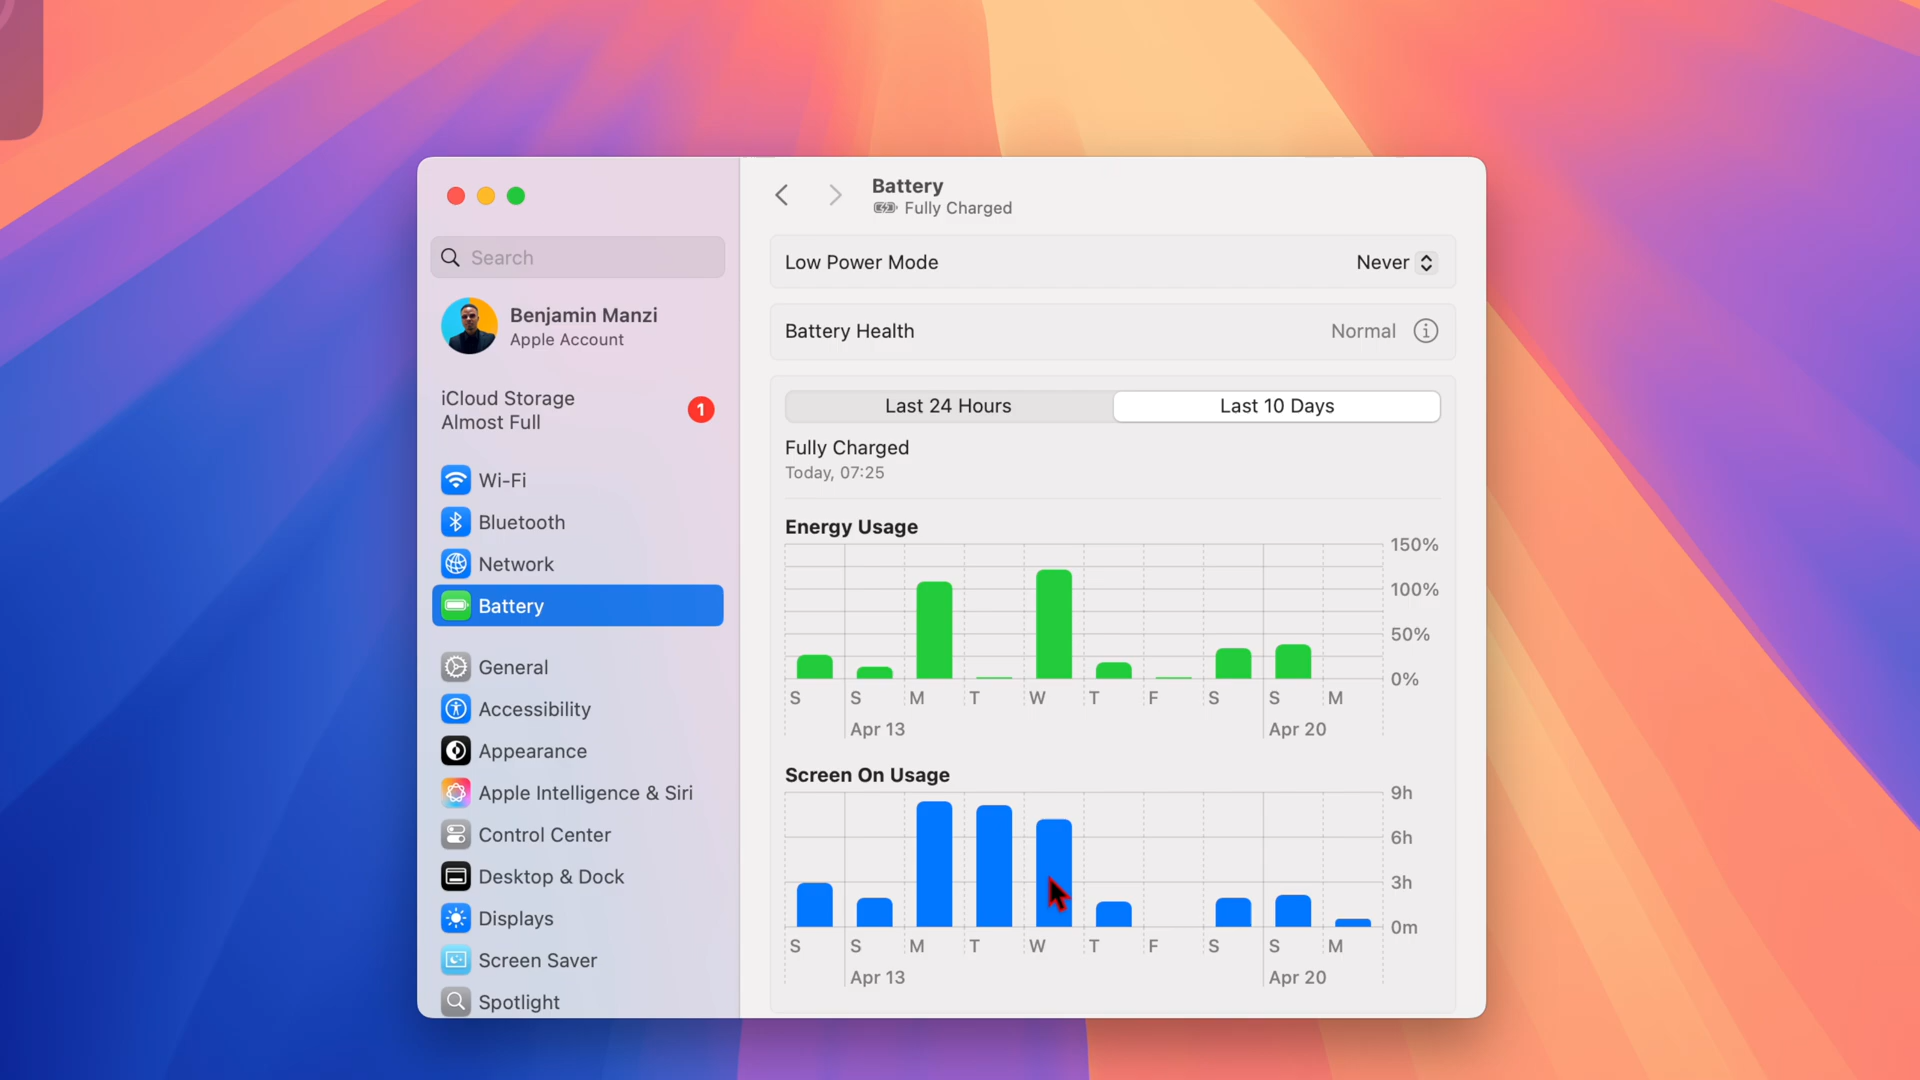 Search
Benjamin Manzi
Apple Account
iCloud Storage
Almost Full
1
Wi-Fi
Bluetooth
Network
Battery
General
Accessibility
Appearance
Apple Intelligence & Siri
Control Center
Desktop & Dock
Displays
Screen Saver
Spotlight
Battery
Fully Charged
Low Power Mode Never
Battery Health Normal
Last 24 Hours Last 10 Days
Fully Charged
Today, 07:25
Energy Usage
150%
100%
50%
0%
S S M T W T F S S M
Apr 13 Apr 20
Screen On Usage
9h
6h
3h
0m
S S M T W T F S S M
Apr 13 Apr 20